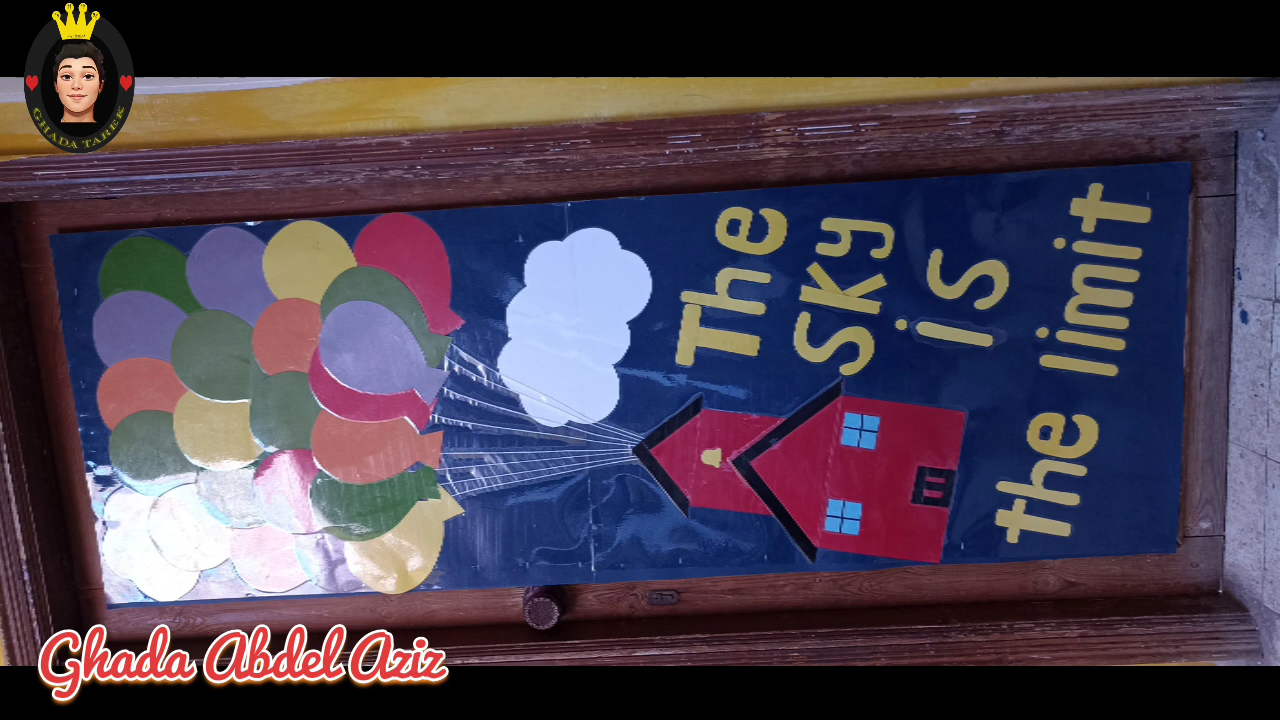 GHADA TAREK
The
Sky
is
the limit
Ghada Abdel Aziz